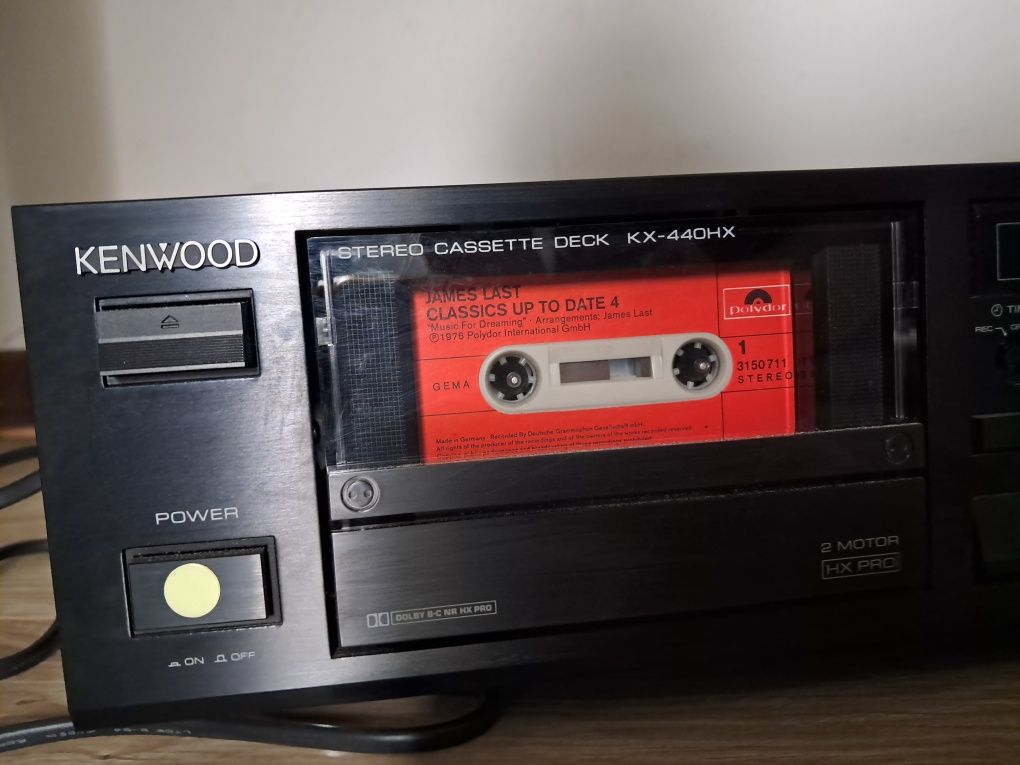 KENWOOD
STEREO CASSETTE DECK KX-440HX
JAMES LAST
CLASSICS UP TO DATE 4
"Music For Dreaming" · Arrangements: James Last
℗1976 Polydor International GmbH
Polydor
GEMA
1
3150711
STEREO
Made in Germany · Recorded By Deutsche Grammophon Gesellschaft mbH.
All rights of the producer of the recordings and of the owners of the works recorded reserved.
REC
POWER
ON OFF
2 MOTOR
HX PRO
DOLBY B-C NR HX PRO